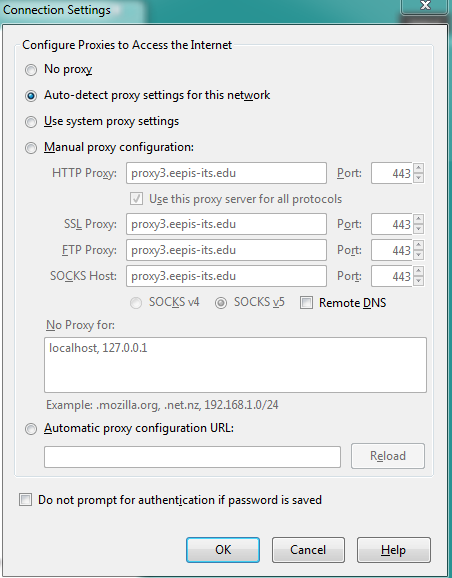 Connection Settings
Configure Proxies to Access the Internet
No proxy
Auto-detect proxy settings for this network
Use system proxy settings
Manual proxy configuration:
HTTP Proxy: proxy3.eepis-its.edu Port: 443
Use this proxy server for all protocols
SSL Proxy: proxy3.eepis-its.edu Port: 443
FTP Proxy: proxy3.eepis-its.edu Port: 443
SOCKS Host: proxy3.eepis-its.edu Port: 443
SOCKS v4 SOCKS v5 Remote DNS
No Proxy for:
localhost, 127.0.0.1
Example: .mozilla.org, .net.nz, 192.168.1.0/24
Automatic proxy configuration URL:
Reload
Do not prompt for authentication if password is saved
OK Cancel Help